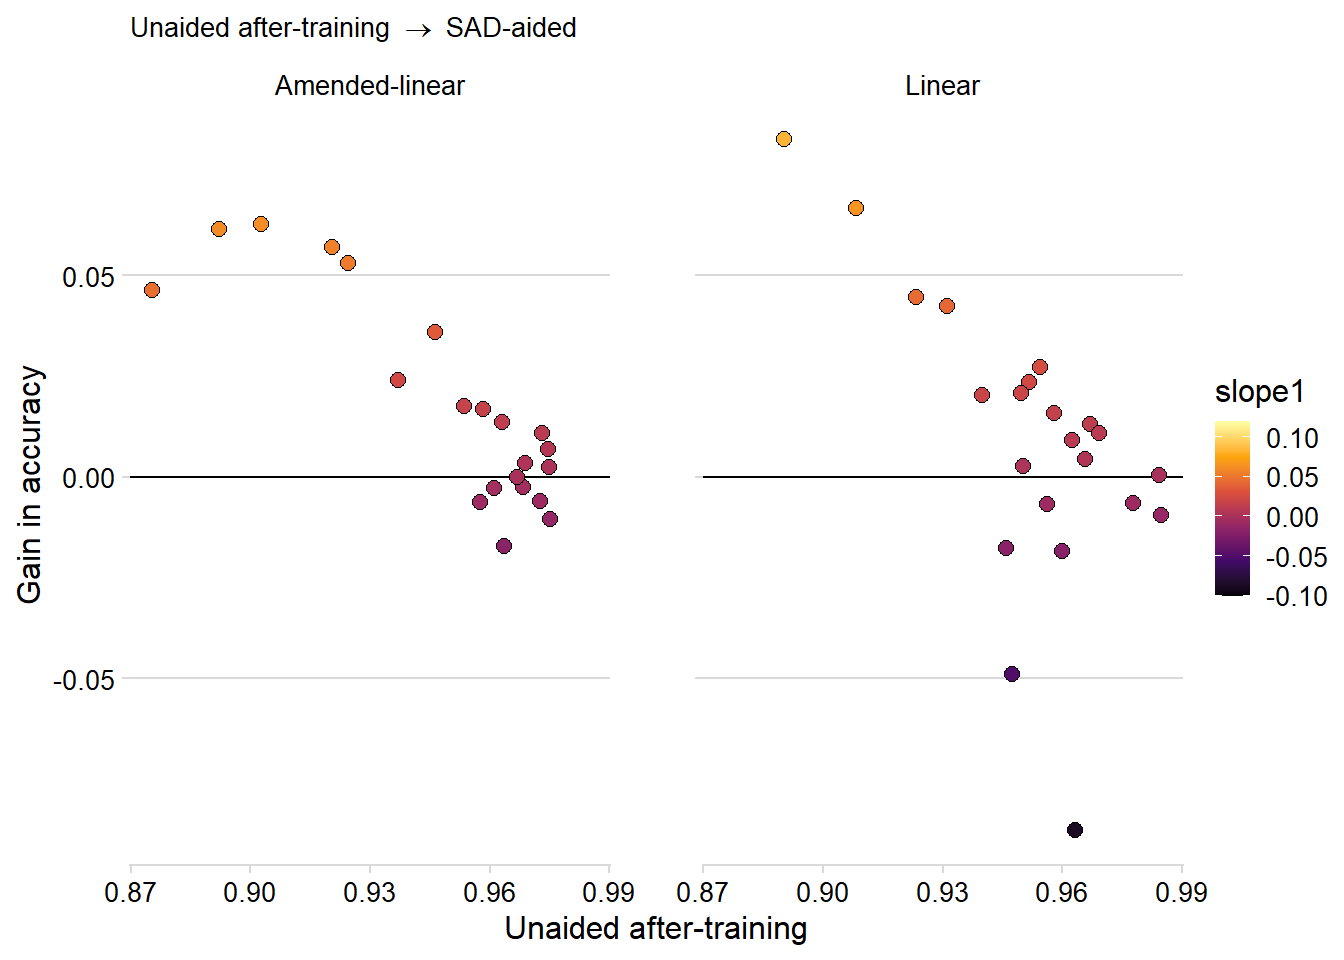 Unaided after-training → SAD-aided
Amended-linear
Linear
Gain in accuracy
0.05
0.00
-0.05
0.87 0.90 0.93 0.96 0.99
0.87 0.90 0.93 0.96 0.99
Unaided after-training
slope1
0.10
0.05
0.00
-0.05
-0.10